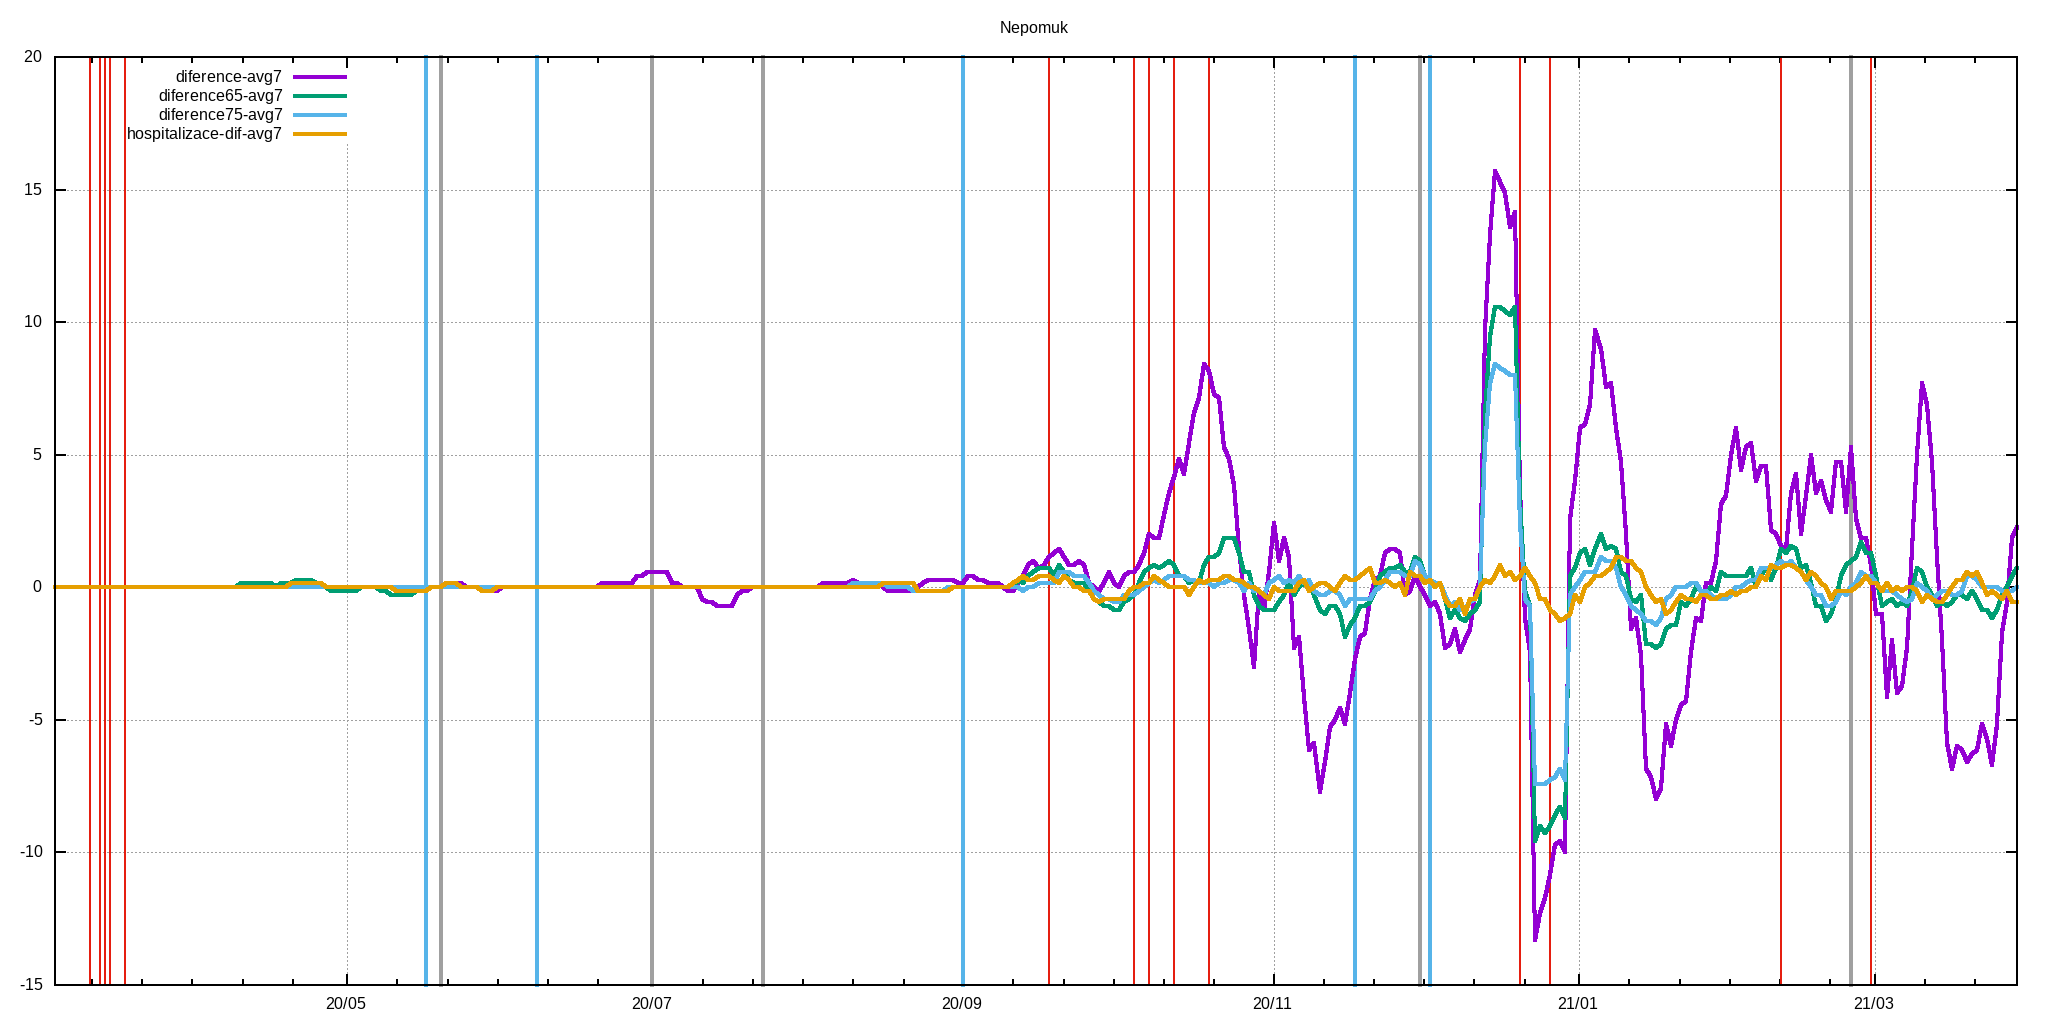 Nepomuk
20
diference-avg7
diference65-avg7
diference75-avg7
hospitalizace-dif-avg7
15
10
5
0
-5
-10
-15
20/05
20/07
20/09
20/11
21/01
21/03